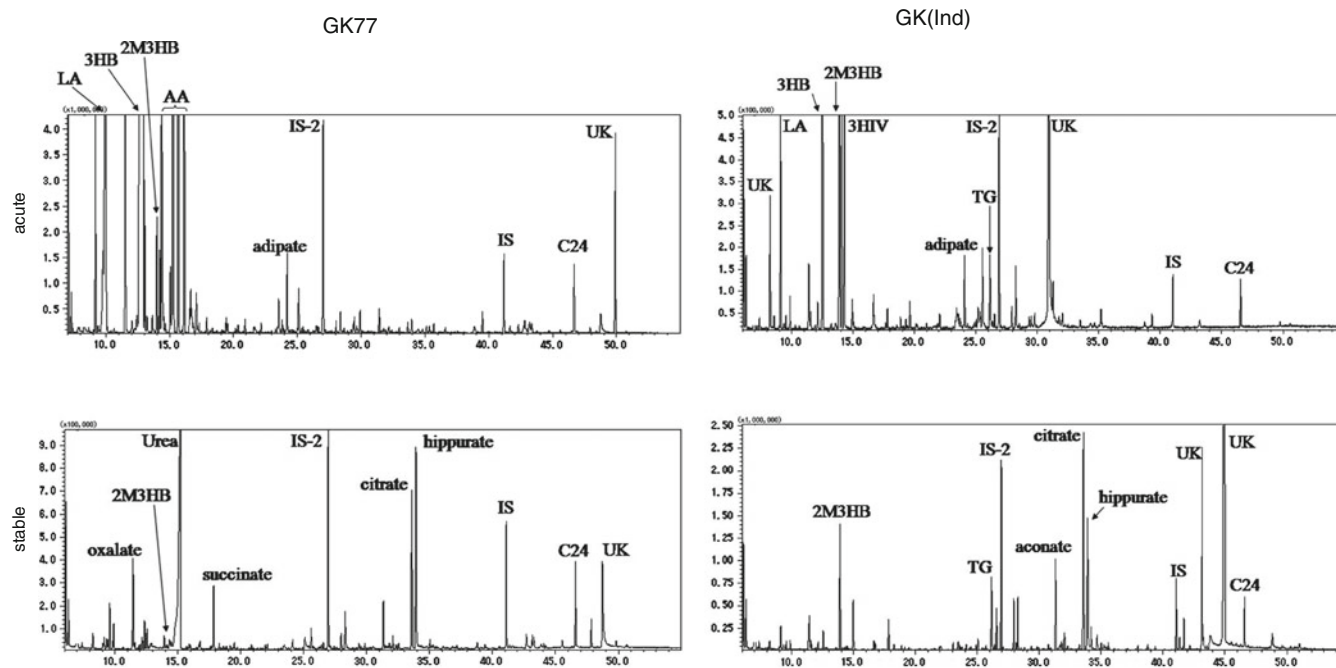 GK77
GK(Ind)
acute
(x1,000,000)
4.0
3.5
3.0
2.5
2.0
1.5
1.0
0.5
LA
3HB
2M3HB
AA
adipate
IS-2
IS
C24
UK
10.0 15.0 20.0 25.0 30.0 35.0 40.0 45.0 50.0
(x100,000)
5.0
4.5
4.0
3.5
3.0
2.5
2.0
1.5
1.0
0.5
UK
LA
3HB
2M3HB
3HIV
adipate
TG
IS-2
UK
IS
C24
10.0 15.0 20.0 25.0 30.0 35.0 40.0 45.0 50.0
stable
(x100,000)
9.0
8.0
7.0
6.0
5.0
4.0
3.0
2.0
1.0
oxalate
2M3HB
Urea
succinate
IS-2
citrate
hippurate
IS
C24
UK
10.0 15.0 20.0 25.0 30.0 35.0 40.0 45.0 50.0
(x1,000,000)
2.50
2.25
2.00
1.75
1.50
1.25
1.00
0.75
0.50
0.25
2M3HB
TG
IS-2
aconate
citrate
hippurate
IS
UK
UK
C24
10.0 15.0 20.0 25.0 30.0 35.0 40.0 45.0 50.0